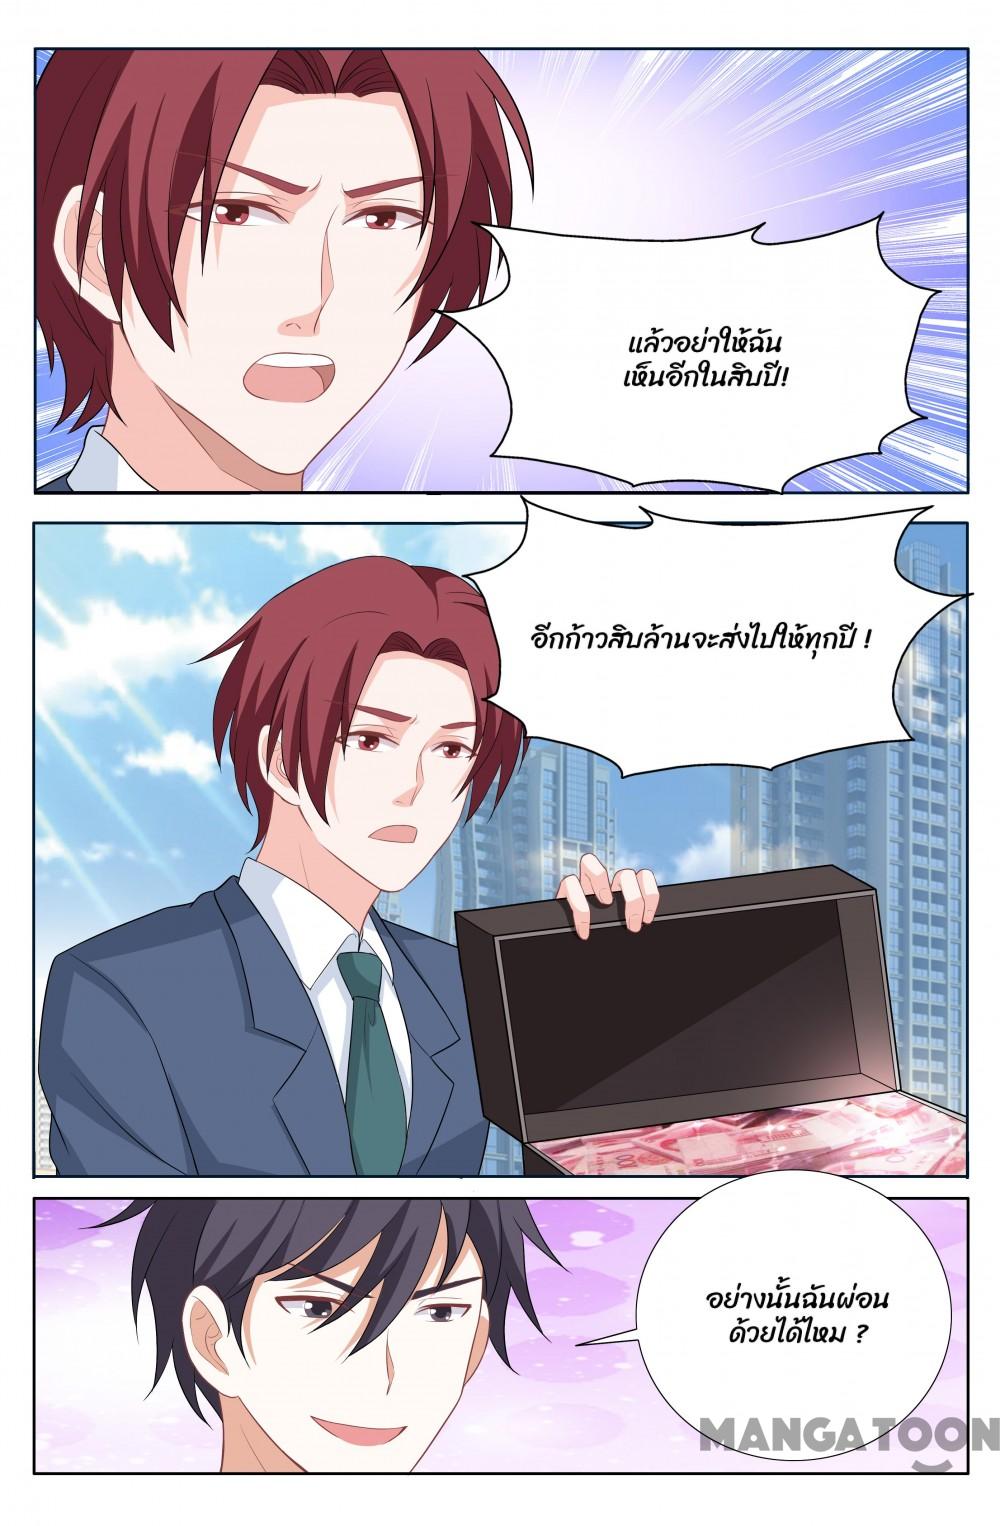 แล้วอย่าให้ฉัน
เห็นอีกในสิบปี!
อีกก้าวสิบล้านจะส่งไปให้ทุกปี !
อย่างนั้นฉันผ่อน
ด้วยได้ไหม ?
MANGATOON